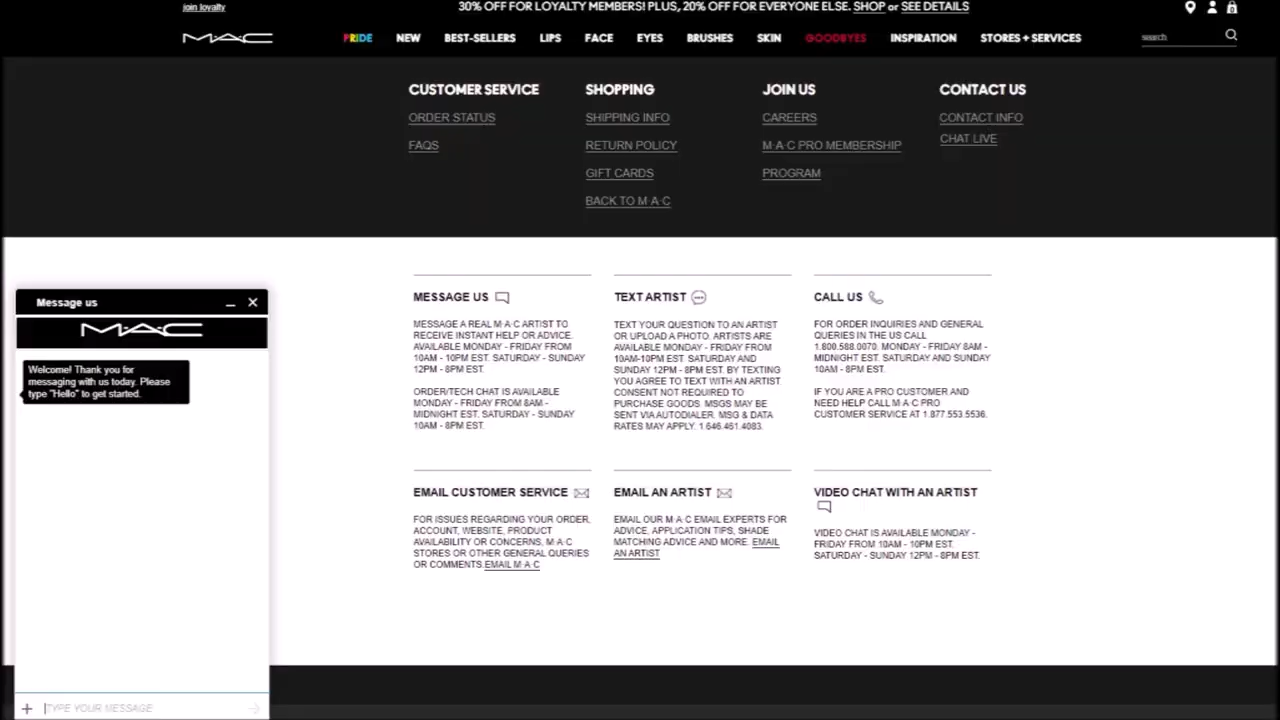 join loyalty
30% OFF FOR LOYALTY MEMBERS! PLUS, 20% OFF FOR EVERYONE ELSE. SHOP or SEE DETAILS
MAC
PRIDE NEW BEST-SELLERS LIPS FACE EYES BRUSHES SKIN GOODBYES INSPIRATION STORES + SERVICES
search
CUSTOMER SERVICE
ORDER STATUS
FAQS
SHOPPING
SHIPPING INFO
RETURN POLICY
GIFT CARDS
BACK TO M·A·C
JOIN US
CAREERS
M·A·C PRO MEMBERSHIP
PROGRAM
CONTACT US
CONTACT INFO
CHAT LIVE
MESSAGE US
MESSAGE A REAL M·A·C ARTIST TO
RECEIVE INSTANT HELP OR ADVICE.
AVAILABLE MONDAY - FRIDAY FROM
10AM - 10PM EST. SATURDAY - SUNDAY
12PM - 8PM EST.
ORDER/TECH CHAT IS AVAILABLE
MONDAY - FRIDAY FROM 8AM -
MIDNIGHT EST. SATURDAY - SUNDAY
10AM - 8PM EST.
TEXT ARTIST
TEXT YOUR QUESTION TO AN ARTIST
OR UPLOAD A PHOTO. ARTISTS ARE
AVAILABLE MONDAY - FRIDAY FROM
10AM-10PM EST SATURDAY AND
SUNDAY 12PM - 8PM EST. BY TEXTING
YOU AGREE TO TEXT WITH AN ARTIST.
CONSENT NOT REQUIRED TO
PURCHASE GOODS. MSGS MAY BE
SENT VIA AUTODIALER. MSG & DATA
RATES MAY APPLY. 1.646.461.4083.
CALL US
FOR ORDER INQUIRIES AND GENERAL
QUERIES IN THE US CALL
1.800.588.0070. MONDAY - FRIDAY 8AM -
MIDNIGHT EST. SATURDAY AND SUNDAY
10AM - 8PM EST.
IF YOU ARE A PRO CUSTOMER AND
NEED HELP CALL M·A·C PRO
CUSTOMER SERVICE AT 1.877.553.5536.
EMAIL CUSTOMER SERVICE
FOR ISSUES REGARDING YOUR ORDER,
ACCOUNT, WEBSITE, PRODUCT
AVAILABILITY OR CONCERNS, M·A·C
STORES OR OTHER GENERAL QUERIES
OR COMMENTS.EMAIL M·A·C
EMAIL AN ARTIST
EMAIL OUR M·A·C EMAIL EXPERTS FOR
ADVICE, APPLICATION TIPS, SHADE
MATCHING ADVICE AND MORE. EMAIL
AN ARTIST
VIDEO CHAT WITH AN ARTIST
VIDEO CHAT IS AVAILABLE MONDAY -
FRIDAY FROM 10AM - 10PM EST.
SATURDAY - SUNDAY 12PM - 8PM EST.
Message us
MAC
Welcome! Thank you for
messaging with us today. Please
type "Hello" to get started.
TYPE YOUR MESSAGE